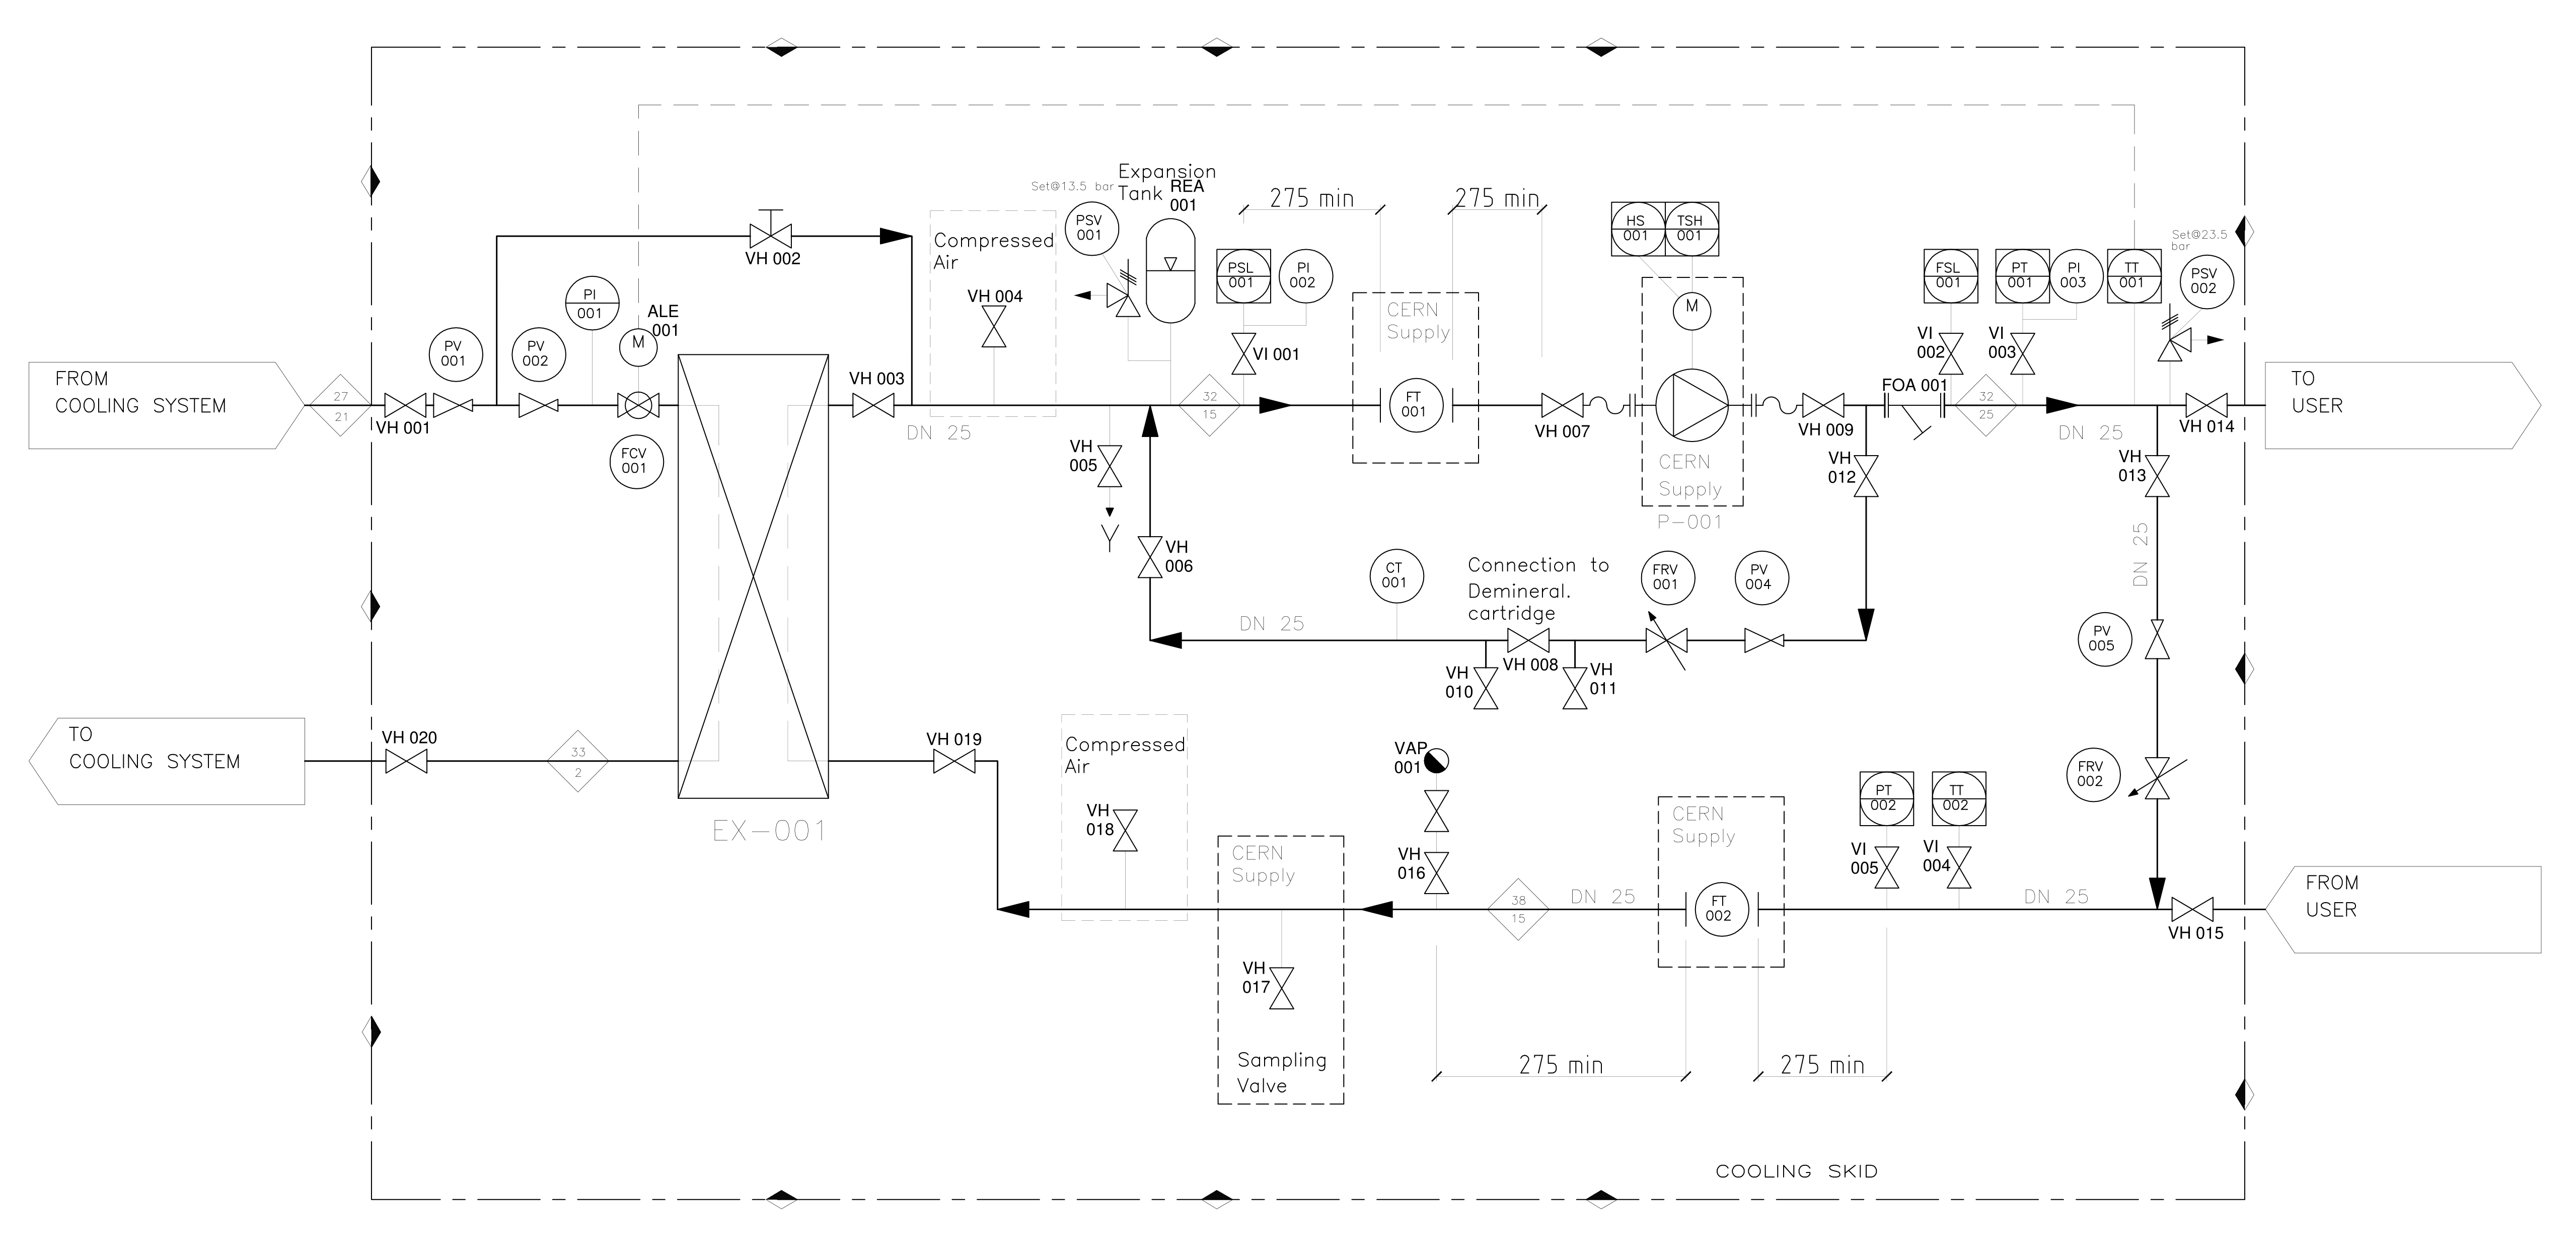 Expansion
Tank
REA
001
Set@13.5 bar
275 min
275 min
PSV
001
HS
001
TSH
001
Compressed
Air
VH 002
Set@23.5
bar
PSL
001
PI
002
FSL
001
PT
001
PI
003
TT
001
PSV
002
PI
001
VH 004
ALE
001
CERN
Supply
M
M
PV
001
PV
002
VI 001
VI
002
VI
003
FROM
COOLING SYSTEM
TO
USER
27
21
VH 003
FOA 001
32
15
FT
001
32
25
VH 001
DN 25
VH 007
VH 009
DN 25
VH 014
FCV
001
VH
005
CERN
Supply
P-001
VH
012
VH
013
DN 25
VH
006
CT
001
Connection to
Demineral.
cartridge
FRV
001
PV
004
DN 25
PV
005
VH 008
VH
010
VH
011
TO
COOLING SYSTEM
VH 020
33
2
VH 019
Compressed
Air
VAP
001
FRV
002
PT
002
TT
002
VH
018
CERN
Supply
EX-001
CERN
Supply
VH
016
VI
005
VI
004
38
15
DN 25
FT
002
DN 25
FROM
USER
VH 015
VH
017
Sampling
Valve
275 min
275 min
COOLING SKID